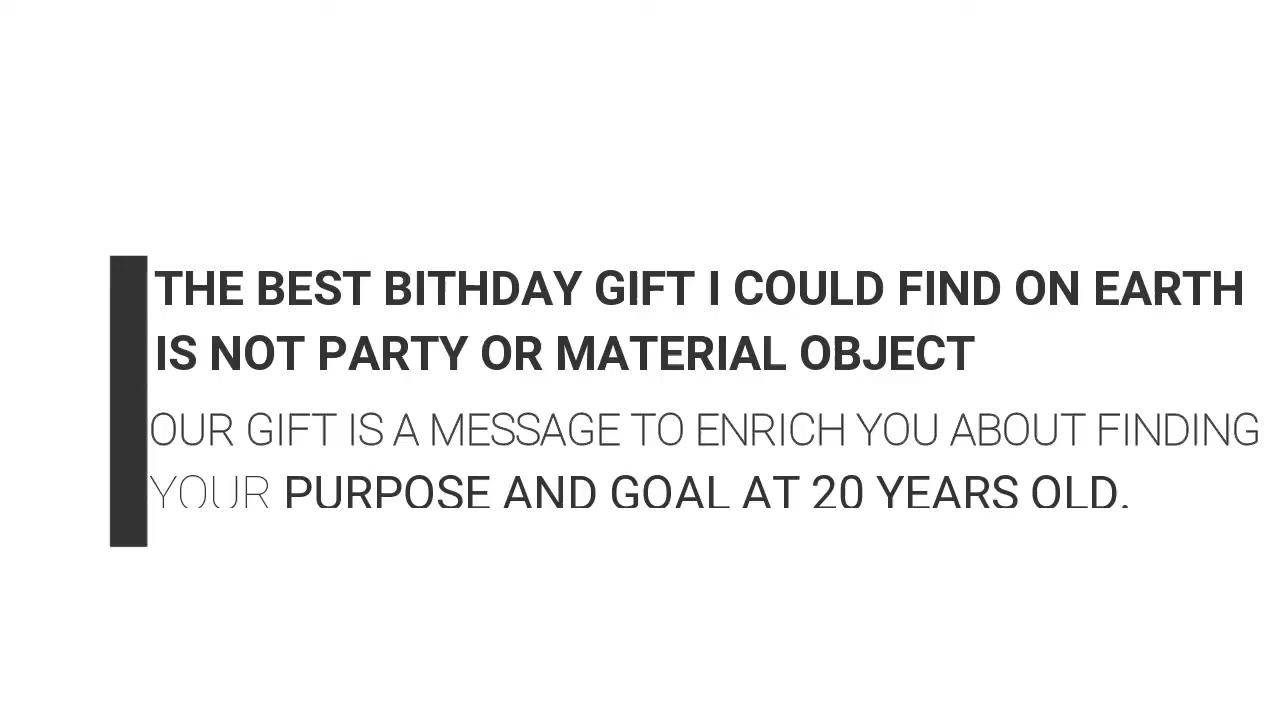 THE BEST BITHDAY GIFT I COULD FIND ON EARTH
IS NOT PARTY OR MATERIAL OBJECT
OUR GIFT IS A MESSAGE TO ENRICH YOU ABOUT FINDING
YOUR PURPOSE AND GOAL AT 20 YEARS OLD.